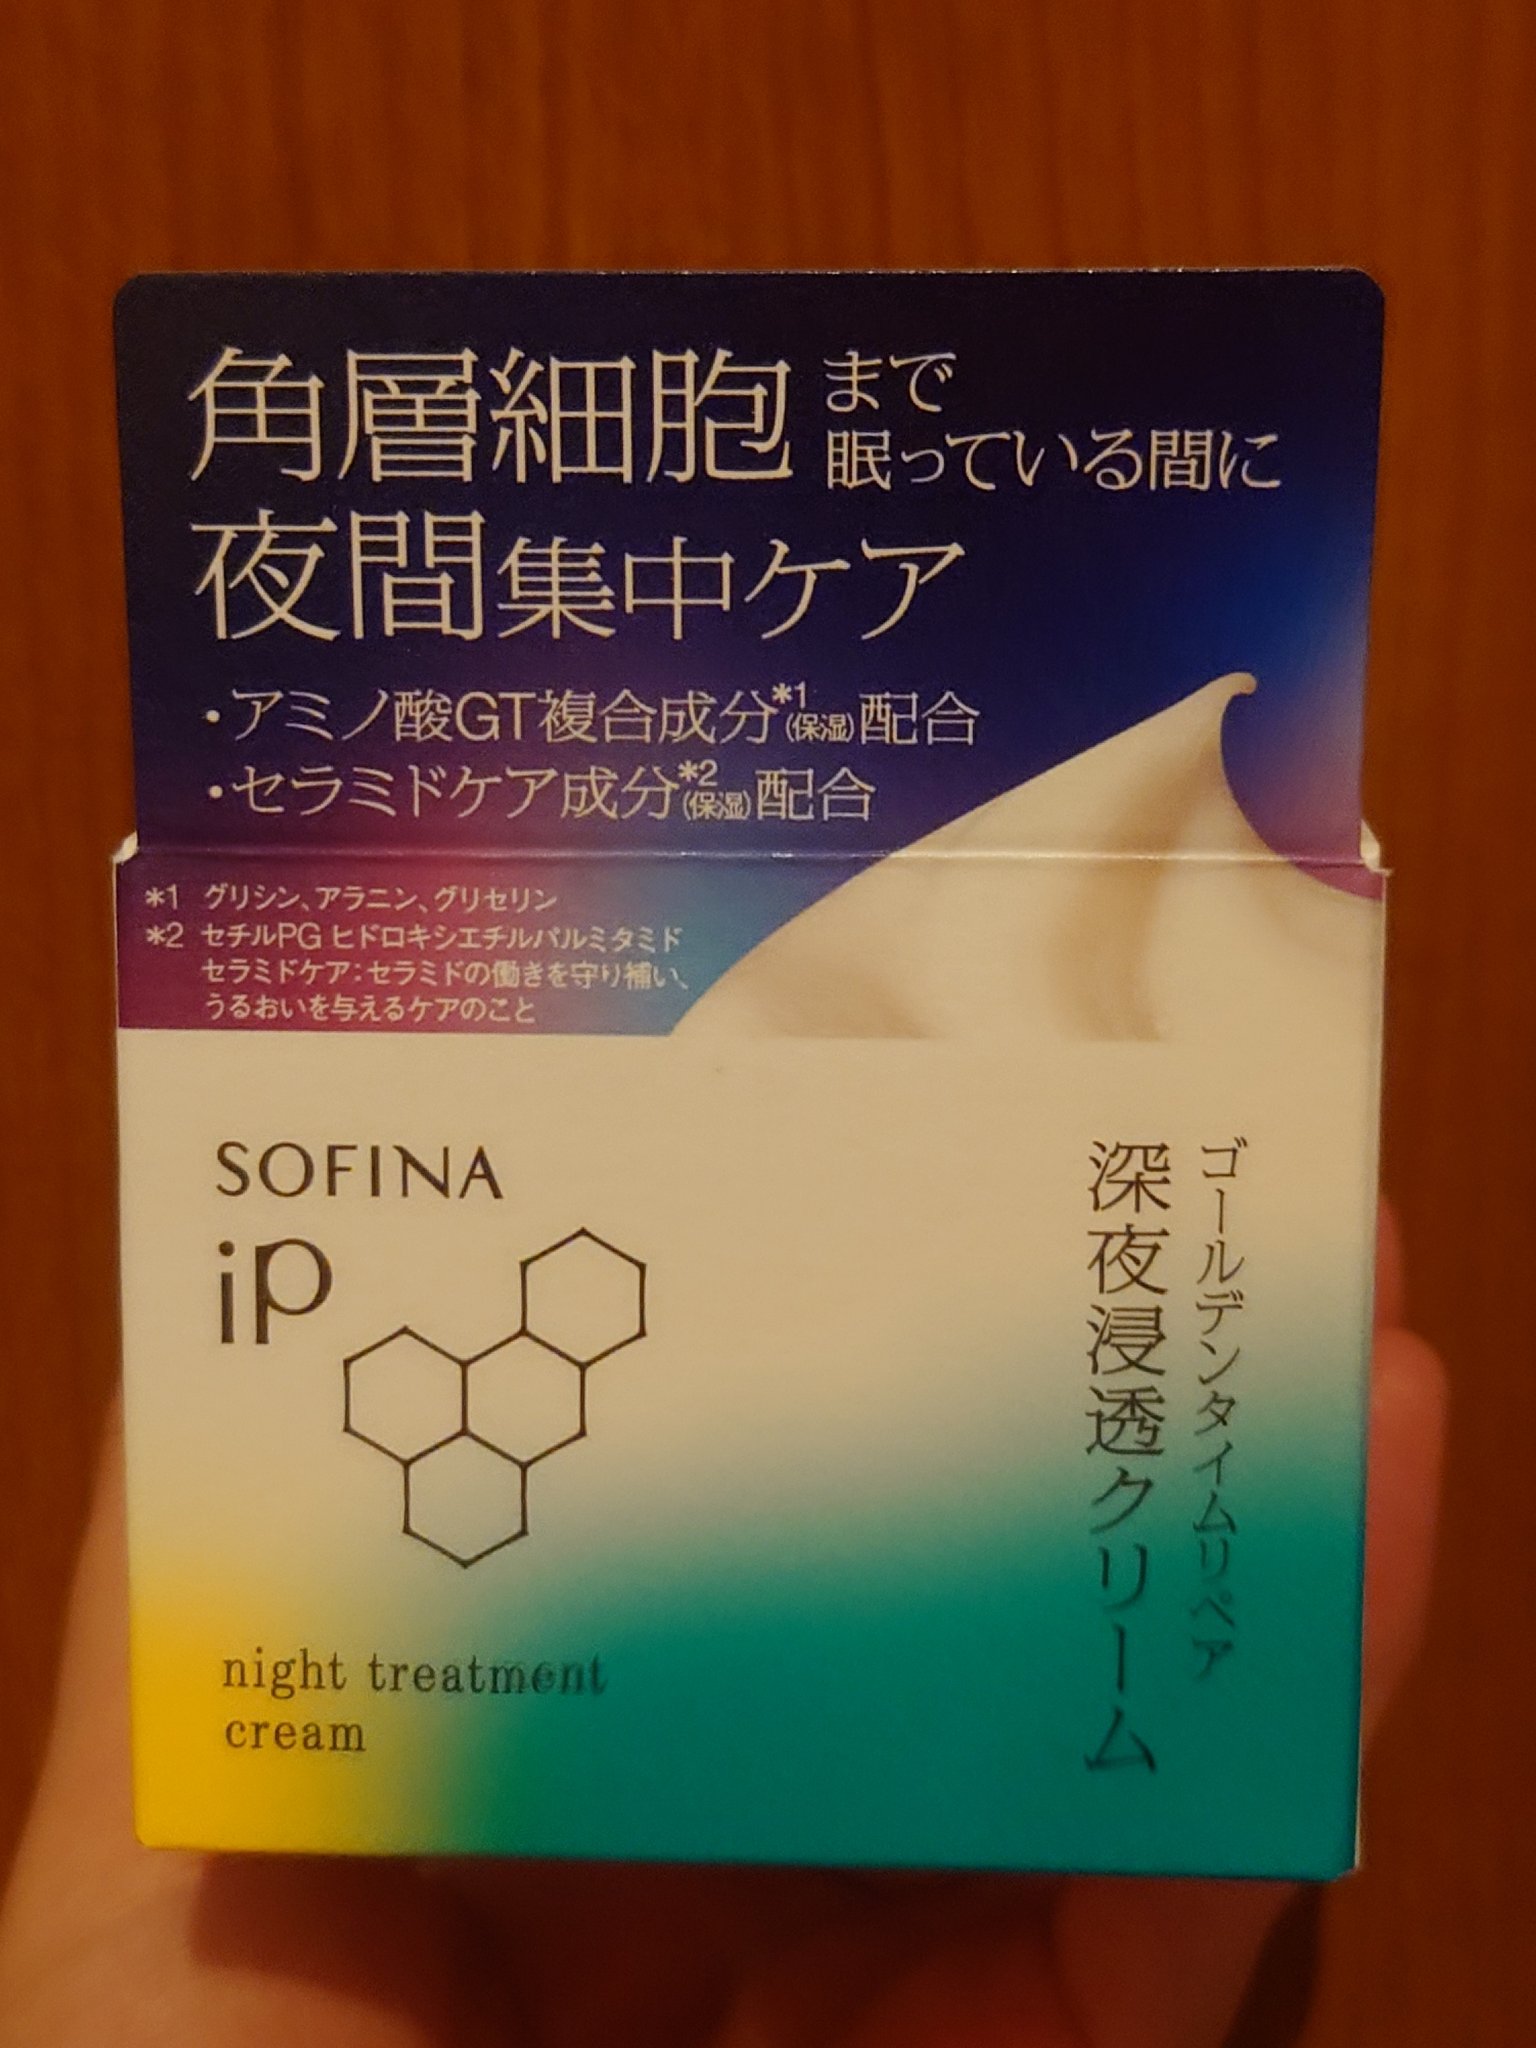 角層細胞まで
眠っている間に
夜間集中ケア
・アミノ酸GT複合成分*1(保湿)配合
・セラミドケア成分*2(保湿)配合
*1 グリシン、アラニン、グリセリン
*2 セチルPG ヒドロキシエチルパルミタミド
セラミドケア：セラミドの働きを守り補い、
うるおいを与えるケアのこと
SOFINA
iP
ゴールデンタイムリペア
深夜浸透クリーム
night treatment
cream